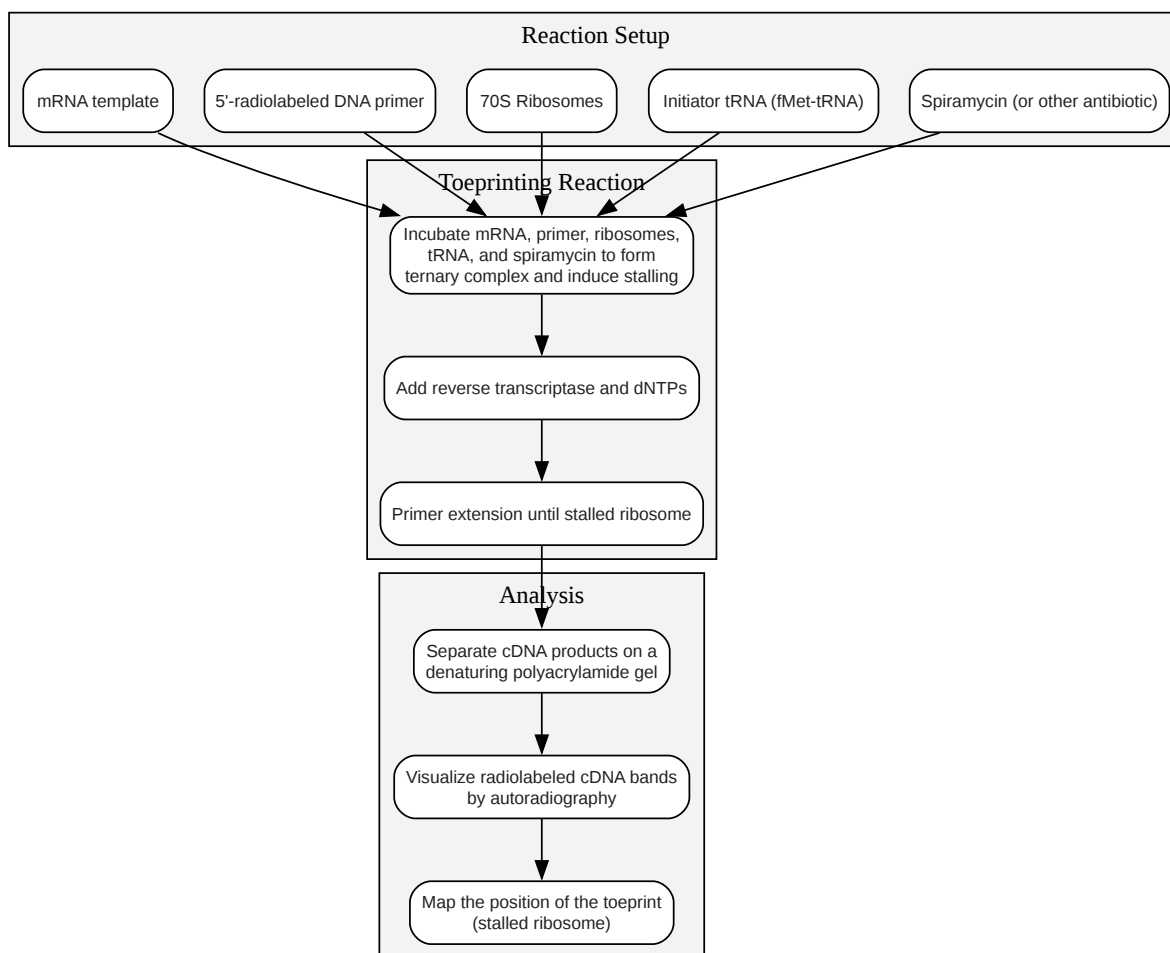 Reaction Setup
mRNA template
5'-radiolabeled DNA primer
70S Ribosomes
Initiator tRNA (fMet-tRNA)
Spiramycin (or other antibiotic)
Toeprinting Reaction
Incubate mRNA, primer, ribosomes,
tRNA, and spiramycin to form
ternary complex and induce stalling
Add reverse transcriptase and dNTPs
Primer extension until stalled ribosome
Analysis
Separate cDNA products on a
denaturing polyacrylamide gel
Visualize radiolabeled cDNA bands
by autoradiography
Map the position of the toeprint
(stalled ribosome)